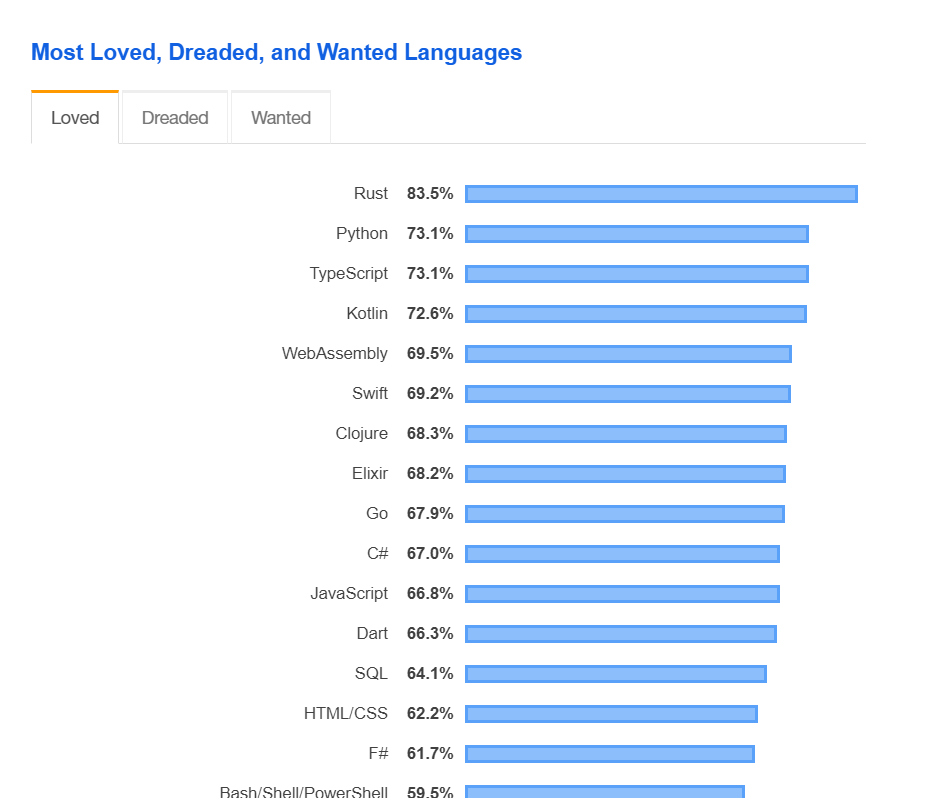 Most Loved, Dreaded, and Wanted Languages
Loved Dreaded Wanted
Rust 83.5%
Python 73.1%
TypeScript 73.1%
Kotlin 72.6%
WebAssembly 69.5%
Swift 69.2%
Clojure 68.3%
Elixir 68.2%
Go 67.9%
C# 67.0%
JavaScript 66.8%
Dart 66.3%
SQL 64.1%
HTML/CSS 62.2%
F# 61.7%
Bash/Shell/PowerShell 59.5%